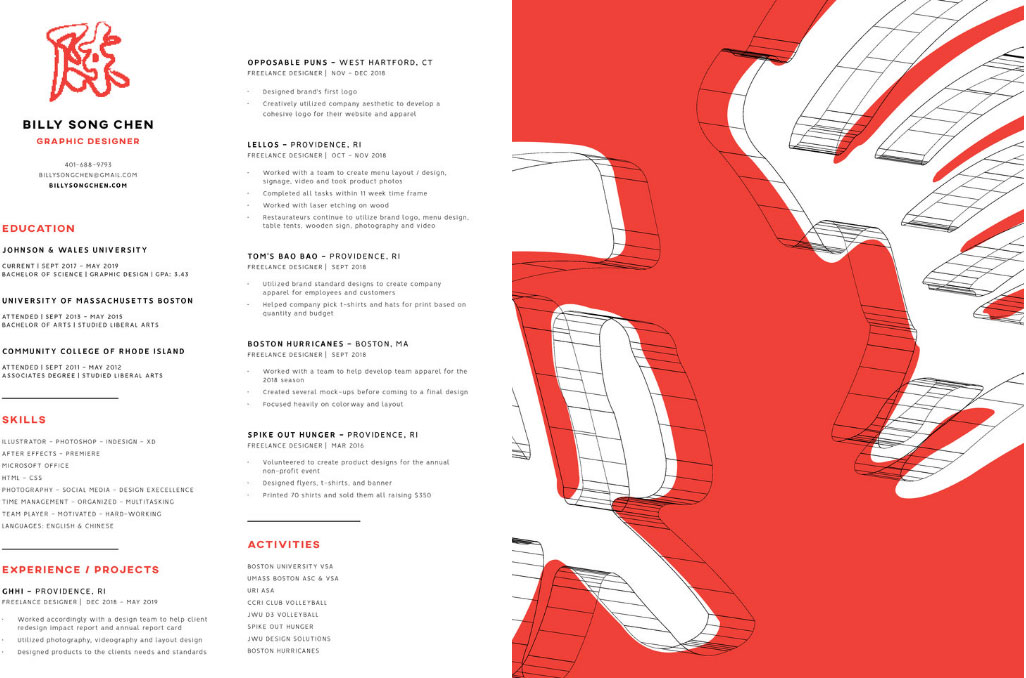 陈
BILLY SONG CHEN
GRAPHIC DESIGNER
401-688-9793
BILLYSONGCHEN@GMAIL.COM
BILLYSONGCHEN.COM
EDUCATION
JOHNSON & WALES UNIVERSITY
CURRENT | SEPT 2017 - MAY 2019
BACHELOR OF SCIENCE | GRAPHIC DESIGN | GPA: 3.43
UNIVERSITY OF MASSACHUSETTS BOSTON
ATTENDED | SEPT 2013 - MAY 2015
BACHELOR OF ARTS | STUDIED LIBERAL ARTS
COMMUNITY COLLEGE OF RHODE ISLAND
ATTENDED | SEPT 2011 - MAY 2012
ASSOCIATES DEGREE | STUDIED LIBERAL ARTS
SKILLS
ILLUSTRATOR - PHOTOSHOP - INDESIGN - XD
AFTER EFFECTS - PREMIERE
MICROSOFT OFFICE
HTML - CSS
PHOTOGRAPHY - SOCIAL MEDIA - DESIGN EXECELLENCE
TIME MANAGEMENT - ORGANIZED - MULTITASKING
TEAM PLAYER - MOTIVATED - HARD-WORKING
LANGUAGES: ENGLISH & CHINESE
EXPERIENCE / PROJECTS
GHHI - PROVIDENCE, RI
FREELANCE DESIGNER | DEC 2018 - MAY 2019
· Worked accordingly with a design team to help client
redesign impact report and annual report card
· Utilized photography, videography and layout design
· Designed products to the clients needs and standards
OPPOSABLE PUNS - WEST HARTFORD, CT
FREELANCE DESIGNER | NOV - DEC 2018
· Designed brand's first logo
· Creatively utilized company aesthetic to develop a
cohesive logo for their website and apparel
LELLOS - PROVIDENCE, RI
FREELANCE DESIGNER | OCT - NOV 2018
· Worked with a team to create menu layout / design,
signage, video and took product photos
· Completed all tasks within 11 week time frame
· Worked with laser etching on wood
· Restaurateurs continue to utilize brand logo, menu design,
table tents, wooden sign, photography and video
TOM'S BAO BAO - PROVIDENCE, RI
FREELANCE DESIGNER | SEPT 2018
· Utilized brand standard designs to create company
apparel for employees and customers
· Helped company pick t-shirts and hats for print based on
quantity and budget
BOSTON HURRICANES - BOSTON, MA
FREELANCE DESIGNER | SEPT 2018
· Worked with a team to help develop team apparel for the
2018 season
· Created several mock-ups before coming to a final design
· Focused heavily on colorway and layout
SPIKE OUT HUNGER - PROVIDENCE, RI
FREELANCE DESIGNER | MAR 2016
· Volunteered to create product designs for the annual
non-profit event
· Designed flyers, t-shirts, and banner
· Printed 70 shirts and sold them all raising $350
ACTIVITIES
BOSTON UNIVERSITY VSA
UMASS BOSTON ASC & VSA
URI ASA
CCRI CLUB VOLLEYBALL
JWU D3 VOLLEYBALL
SPIKE OUT HUNGER
JWU DESIGN SOLUTIONS
BOSTON HURRICANES